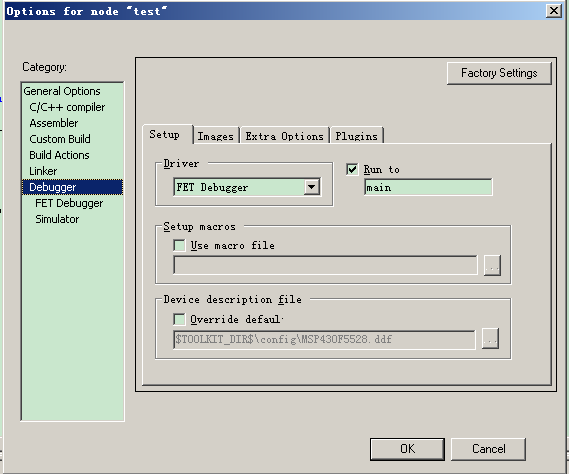 Options for node "test"
Category:
Factory Settings
General Options
C/C++ compiler
Assembler
Custom Build
Build Actions
Linker
Debugger
FET Debugger
Simulator
Setup Images Extra Options Plugins
Driver
FET Debugger
Run to
main
Setup macros
Use macro file
...
Device description file
Override defaul
$TOOLKIT_DIR$\config\MSP430F5528.ddf
...
OK Cancel